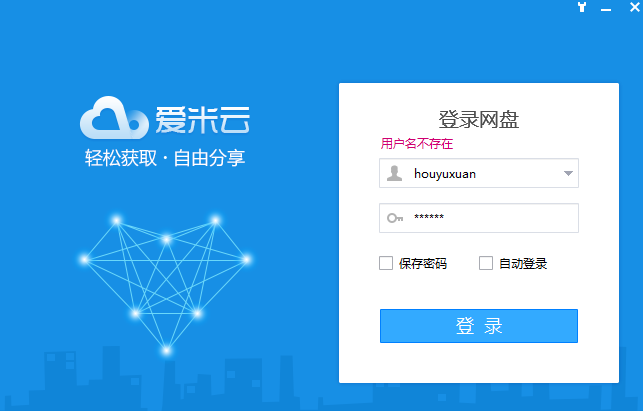 爱米云
轻松获取·自由分享
登录网盘
用户名不存在
houyuxuan
******
保存密码
自动登录
登 录